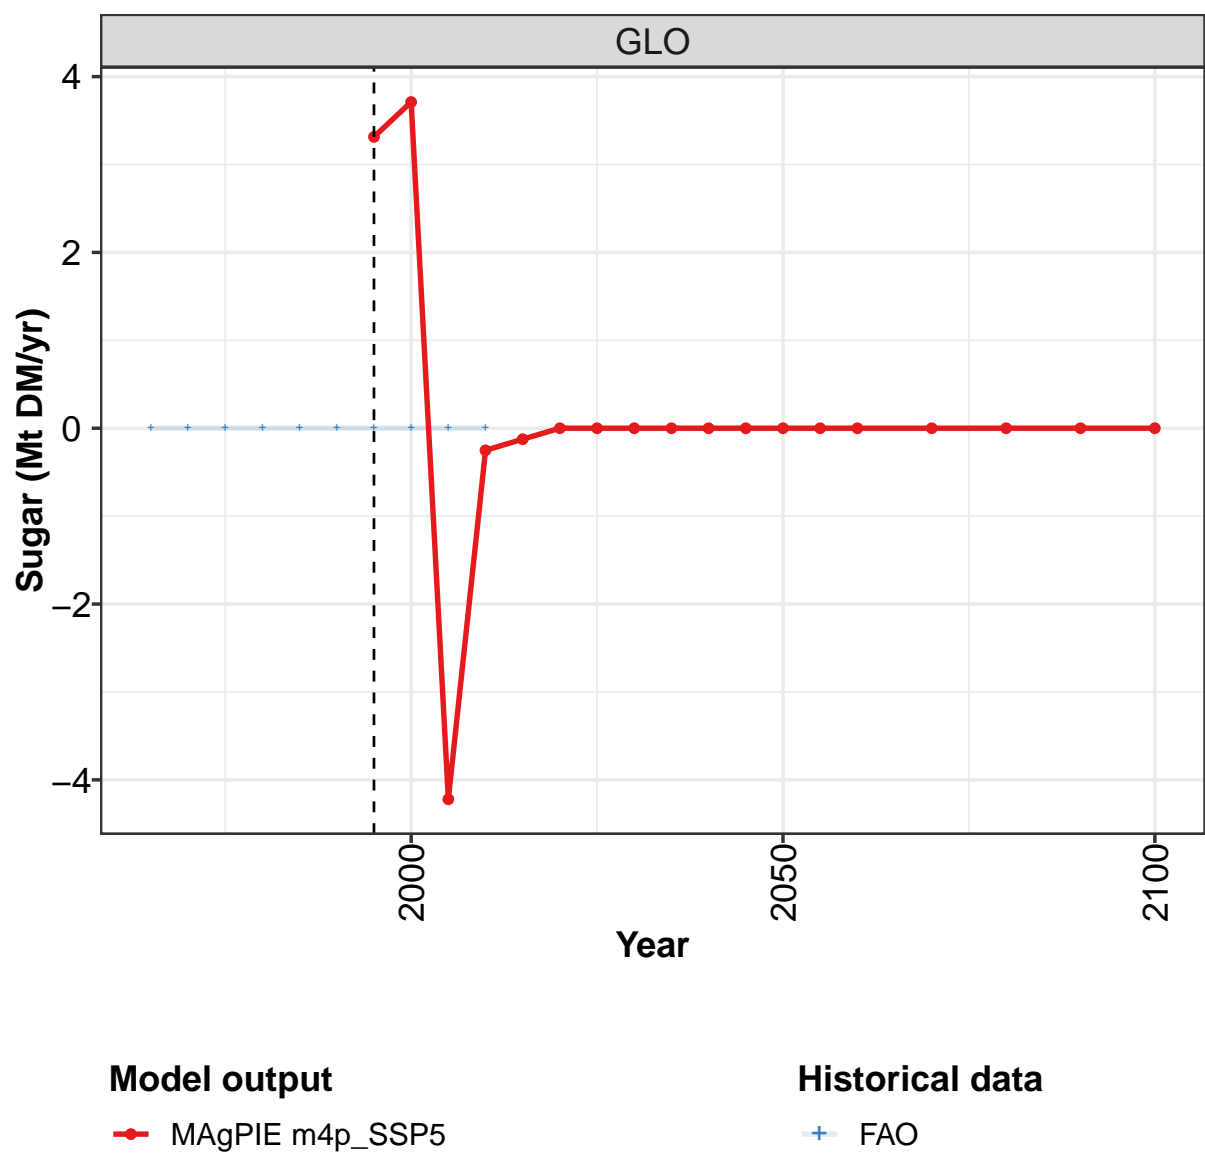 GLO
4
2
0
−2
−4
Sugar (Mt DM/yr)
2000
2050
2100
Year
Model output
MAgPIE m4p_SSP5
Historical data
FAO